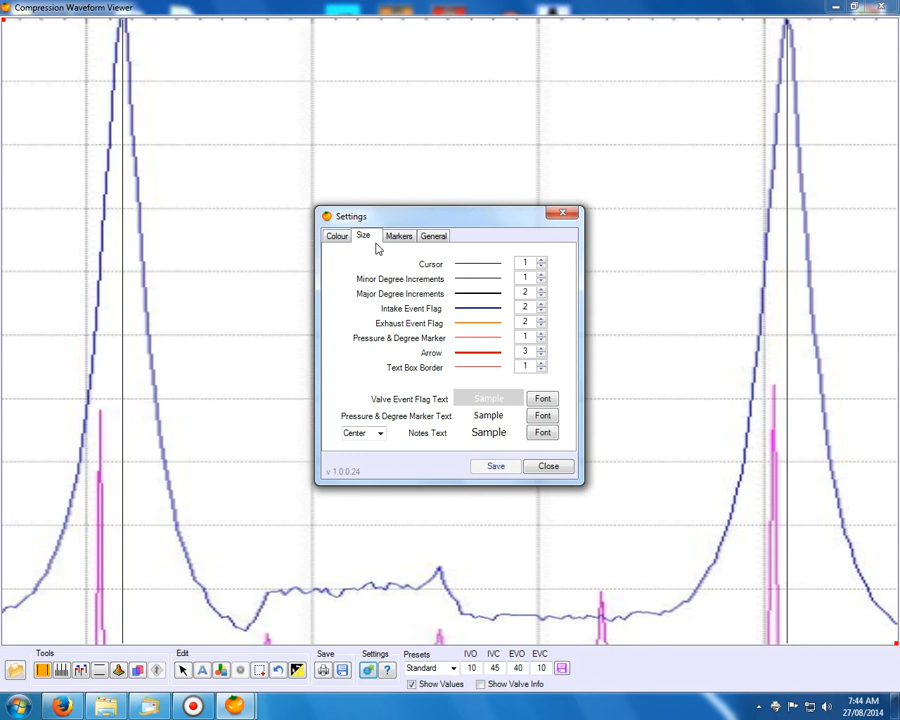 Compression Waveform Viewer
Settings
Colour Size Markers General
Cursor 1
Minor Degree Increments 1
Major Degree Increments 2
Intake Event Flag 2
Exhaust Event Flag 2
Pressure & Degree Marker 1
Arrow 3
Text Box Border 1
Valve Event Flag Text Sample Font
Pressure & Degree Marker Text Sample Font
Center Notes Text Sample Font
v 1.0.0.24 Save Close
Tools Edit Save Settings Presets IVO IVC EVO EVC
A ? Standard 10 45 40 10
Show Values Show Valve Info
7:44 AM
27/08/2014